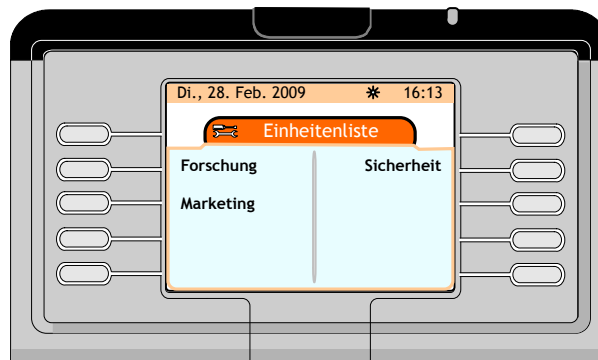 Di., 28. Feb. 2009 16:13
Einheitenliste
Forschung Sicherheit
Marketing